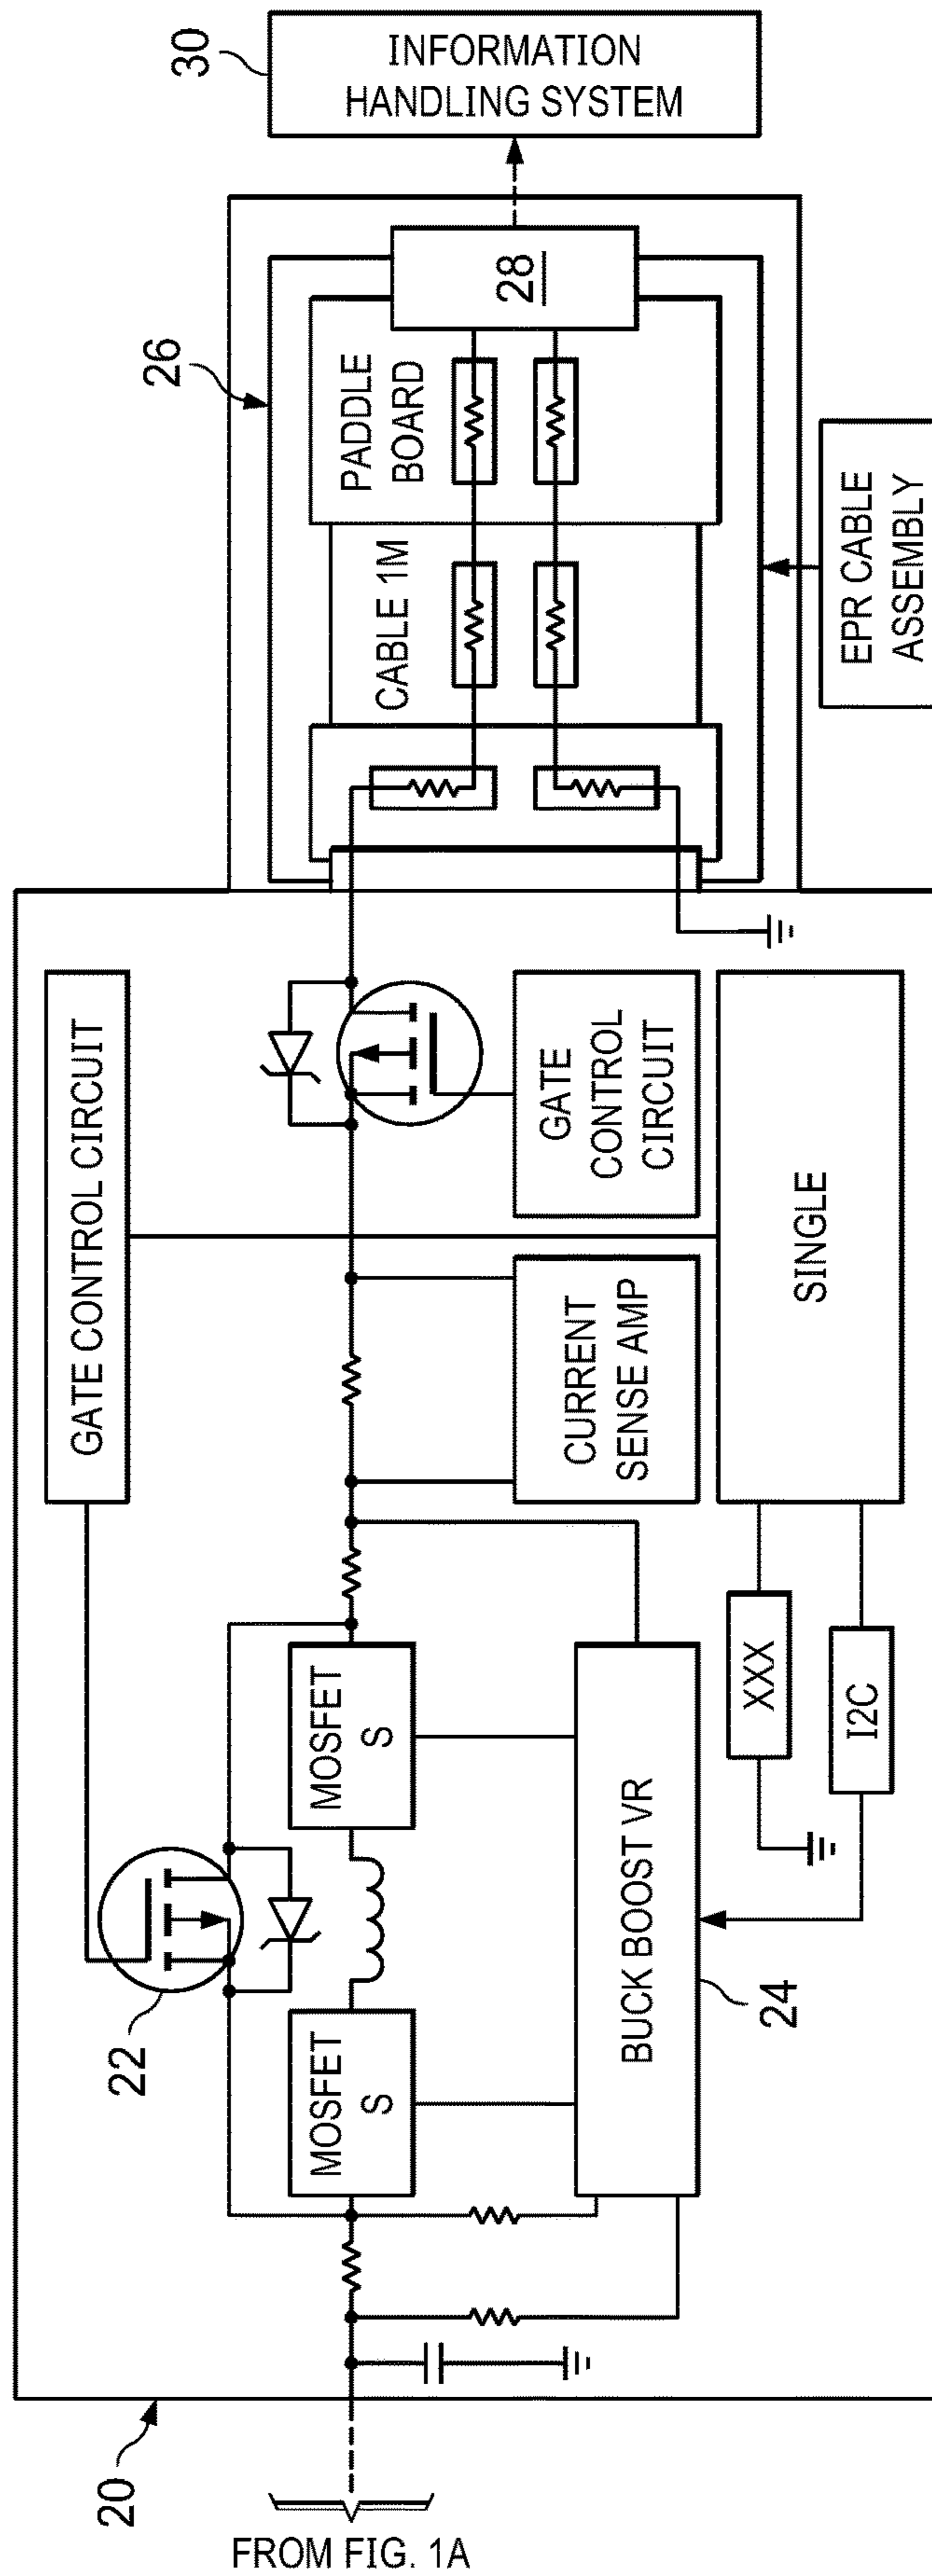 30
INFORMATION
HANDLING SYSTEM
26
28
PADDLE
BOARD
CABLE 1M
EPR CABLE
ASSEMBLY
GATE CONTROL CIRCUIT
GATE
CONTROL
CIRCUIT
CURRENT
SENSE AMP
SINGLE
22
MOSFET
S
MOSFET
S
BUCK BOOST VR
24
XXX
I2C
20
FROM FIG. 1A